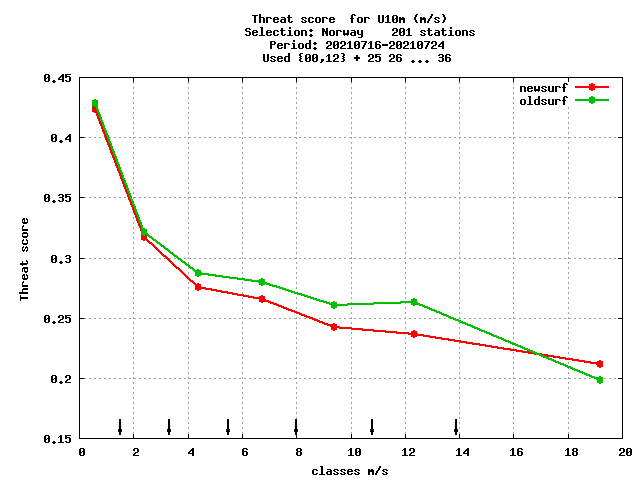 Threat score  for U10m (m/s)
Selection: Norway    201 stations
Period: 20210716-20210724
Used {00,12} + 25 26 ... 36
newsurf
oldsurf
0.45
0.4
0.35
0.3
0.25
0.2
0.15
Threat score
0 2 4 6 8 10 12 14 16 18 20
classes m/s